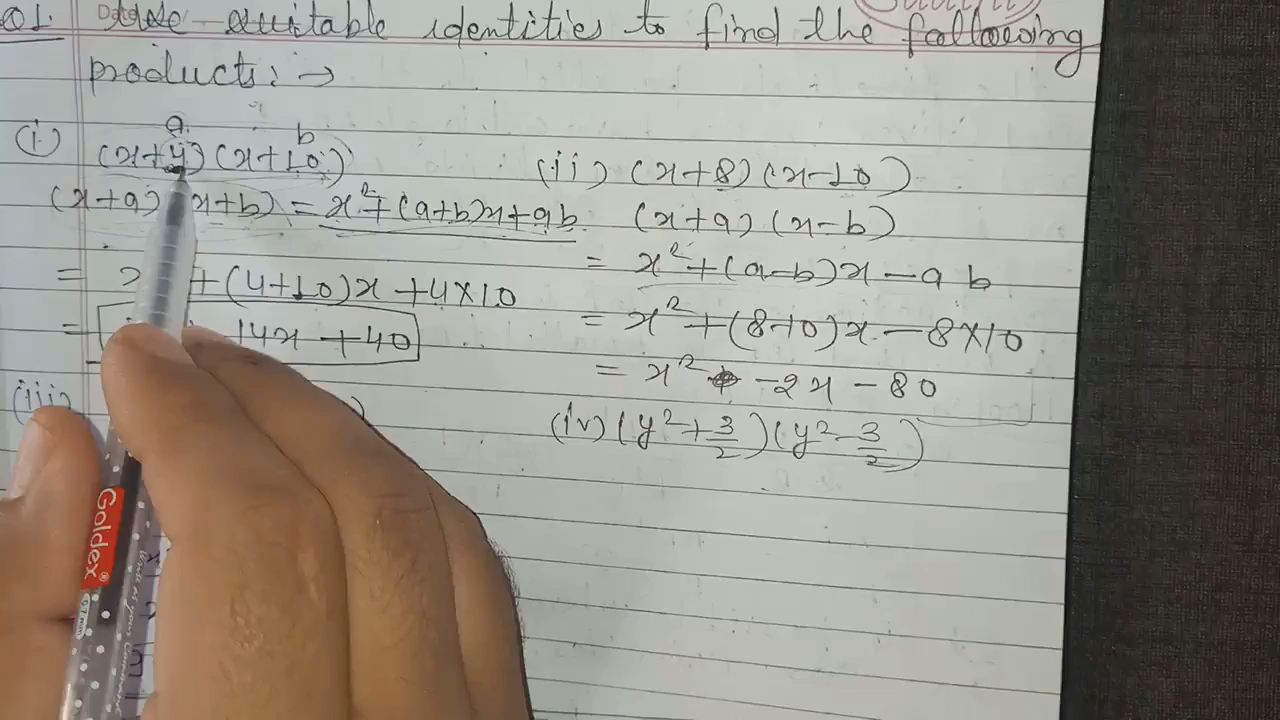 Q1. Use suitable identities to find the following
products: →
a b
(i) (x+4)(x+10)
(x+a)(x+b) = x²+(a+b)x+ab
= x² +(4+10)x +4×10
= 14x +40
(ii) (x+8)(x-10)
(x+a)(x-b)
= x²+(a-b)x-ab
= x²+(8-10)x-8×10
= x² -2x -80
(iii) )
(iv) (y²+3/2)(y²-3/2)
Goldex